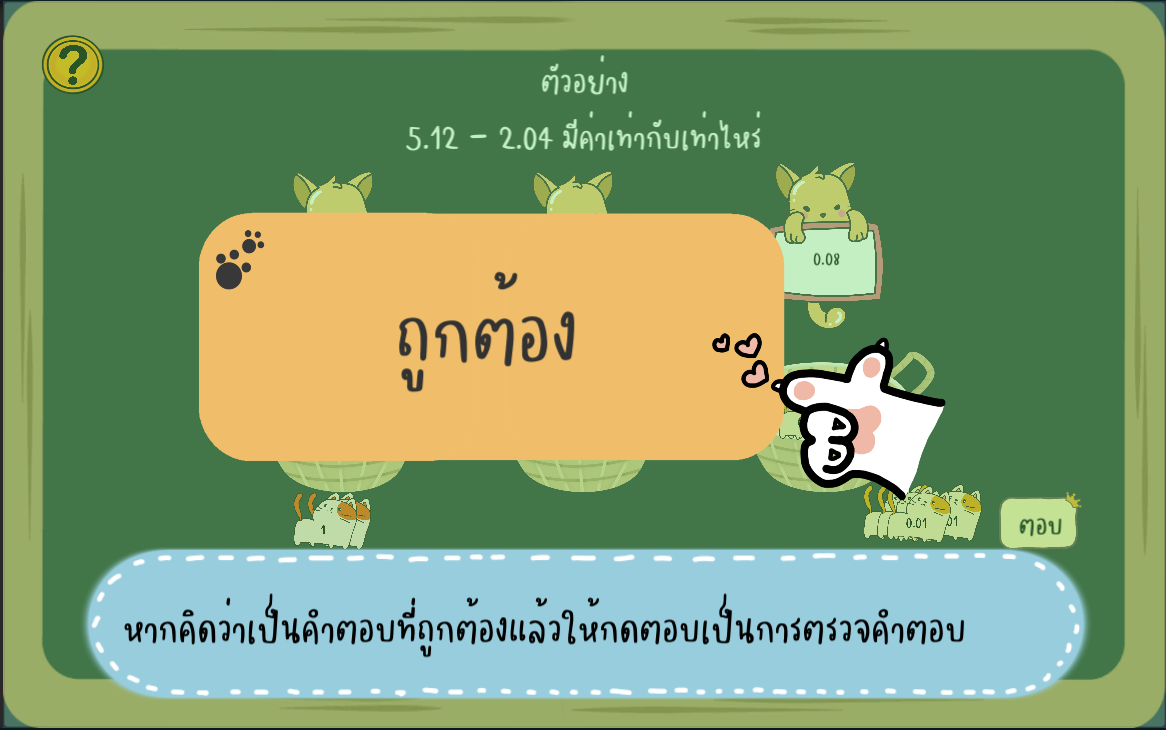 ?
ตัวอย่าง
5.12 - 2.04 มีค่าเท่ากับเท่าไหร่
0.08
ถูกต้อง
1
0.01
01
ตอบ
หากคิดว่าเป็นคำตอบที่ถูกต้องแล้วให้กดตอบเป็นการตรวจคำตอบ